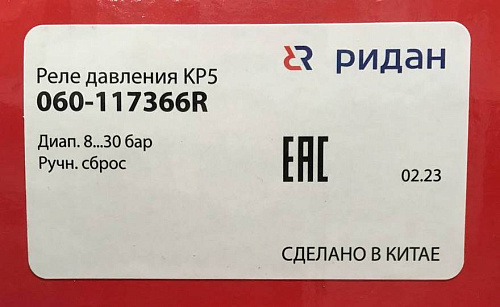 ридан
Реле давления KP5
060-117366R
Диап. 8...30 бар
Ручн. сброс
EAC
02.23
СДЕЛАНО В КИТАЕ